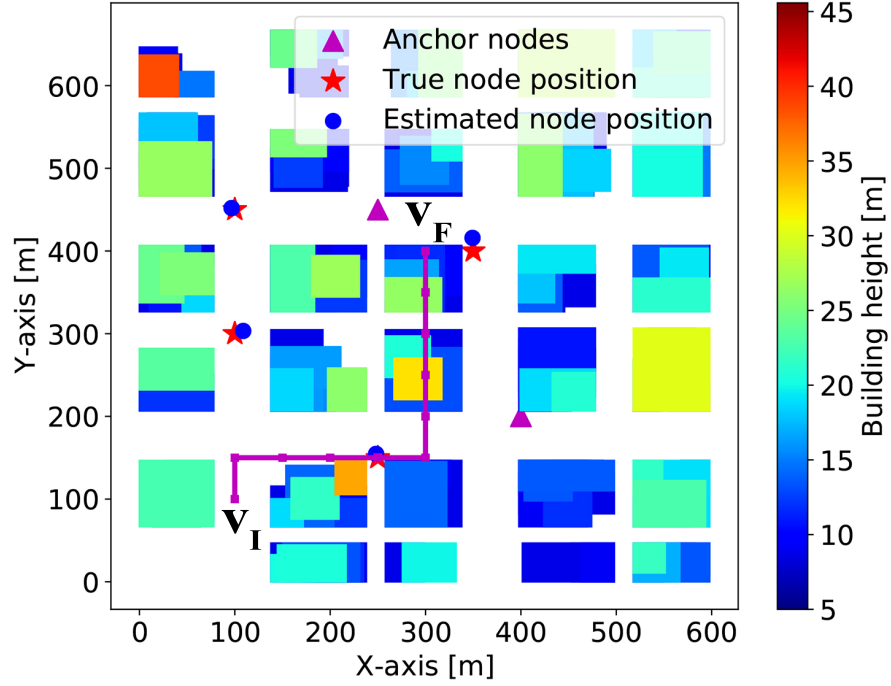 Anchor nodes
True node position
Estimated node position
V_F
V_I
Y-axis [m]
600
500
400
300
200
100
0
0 100 200 300 400 500 600
X-axis [m]
45
40
35
30
25
20
15
10
5
Building height [m]